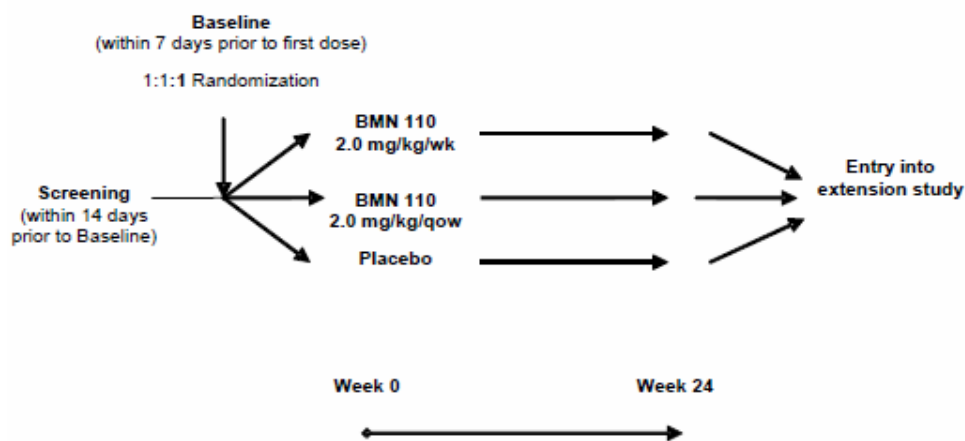 Baseline
(within 7 days prior to first dose)
1:1:1 Randomization
BMN 110
2.0 mg/kg/wk
Screening
(within 14 days
prior to Baseline)
BMN 110
2.0 mg/kg/qow
Placebo
Entry into
extension study
Week 0
Week 24